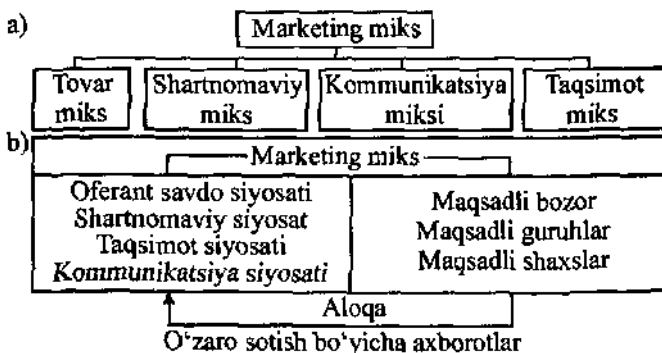 a)
Marketing miks
Tovar miks
Shartnomaviy miks
Kommunikatsiya miksi
Taqsimot miks
b)
Marketing miks
Oferant savdo siyosati
Shartnomaviy siyosat
Taqsimot siyosati
Kommunikatsiya siyosati
Maqsadli bozor
Maqsadli guruhlar
Maqsadli shaxslar
Aloqa
O‘zaro sotish bo‘yicha axborotlar